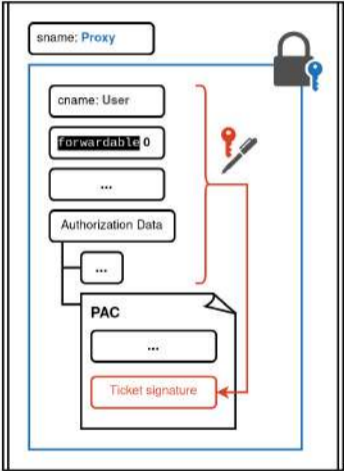 sname: Proxy
cname: User
forwardable 0
...
Authorization Data
...
PAC
...
Ticket signature